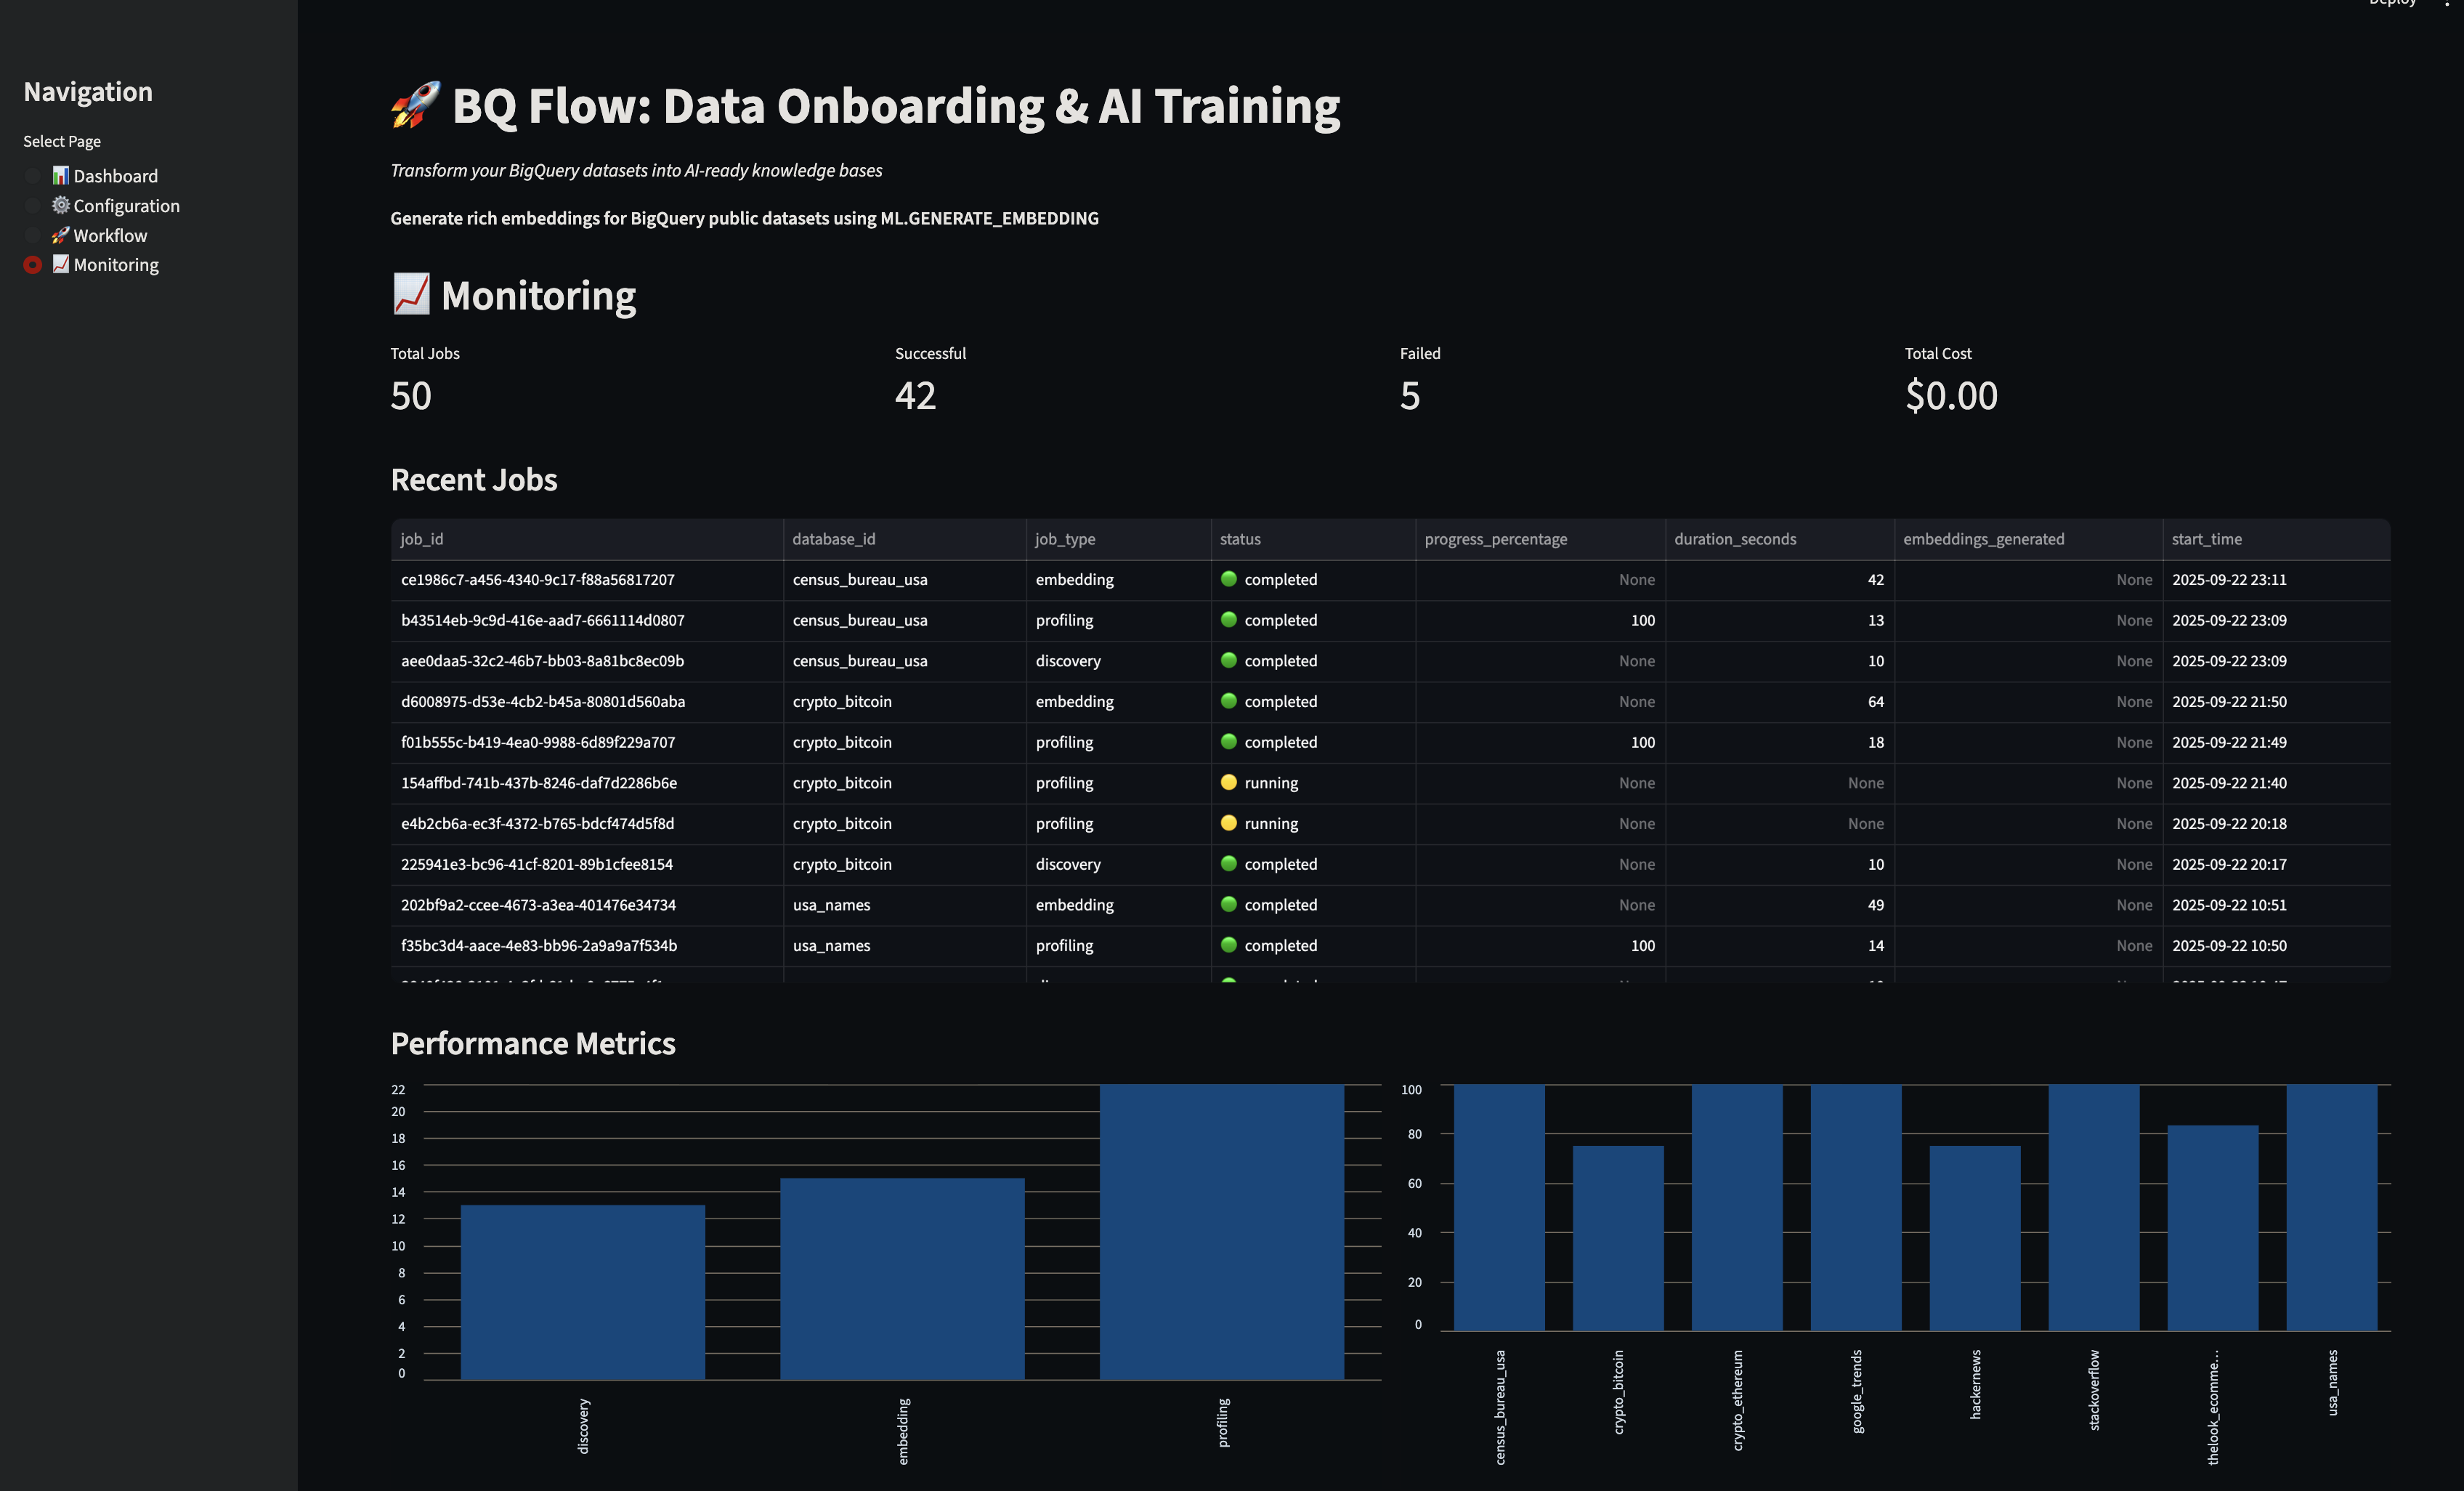 Deploy
Navigation
Select Page
📊 Dashboard
⚙️ Configuration
🚀 Workflow
📈 Monitoring
🚀 BQ Flow: Data Onboarding & AI Training
Transform your BigQuery datasets into AI-ready knowledge bases
Generate rich embeddings for BigQuery public datasets using ML.GENERATE_EMBEDDING
📈 Monitoring
Total Jobs Successful Failed Total Cost
50 42 5 $0.00
Recent Jobs
job_id database_id job_type status progress_percentage duration_seconds embeddings_generated start_time
ce1986c7-a456-4340-9c17-f88a56817207 census_bureau_usa embedding 🟢 completed None 42 None 2025-09-22 23:11
b43514eb-9c9d-416e-aad7-6661114d0807 census_bureau_usa profiling 🟢 completed 100 13 None 2025-09-22 23:09
aee0daa5-32c2-46b7-bb03-8a81bc8ec09b census_bureau_usa discovery 🟢 completed None 10 None 2025-09-22 23:09
d6008975-d53e-4cb2-b45a-80801d560aba crypto_bitcoin embedding 🟢 completed None 64 None 2025-09-22 21:50
f01b555c-b419-4ea0-9988-6d89f229a707 crypto_bitcoin profiling 🟢 completed 100 18 None 2025-09-22 21:49
154affbd-741b-437b-8246-daf7d2286b6e crypto_bitcoin profiling 🟡 running None None None 2025-09-22 21:40
e4b2cb6a-ec3f-4372-b765-bdcf474d5f8d crypto_bitcoin profiling 🟡 running None None None 2025-09-22 20:18
225941e3-bc96-41cf-8201-89b1cfee8154 crypto_bitcoin discovery 🟢 completed None 10 None 2025-09-22 20:17
202bf9a2-ccee-4673-a3ea-401476e34734 usa_names embedding 🟢 completed None 49 None 2025-09-22 10:51
f35bc3d4-aace-4e83-bb96-2a9a9a7f534b usa_names profiling 🟢 completed 100 14 None 2025-09-22 10:50
Performance Metrics
22
20
18
16
14
12
10
8
6
4
2
0
discovery
embedding
profiling
100
80
60
40
20
0
census_bureau_usa
crypto_bitcoin
crypto_ethereum
google_trends
hackernews
stackoverflow
thelook_ecomme...
usa_names